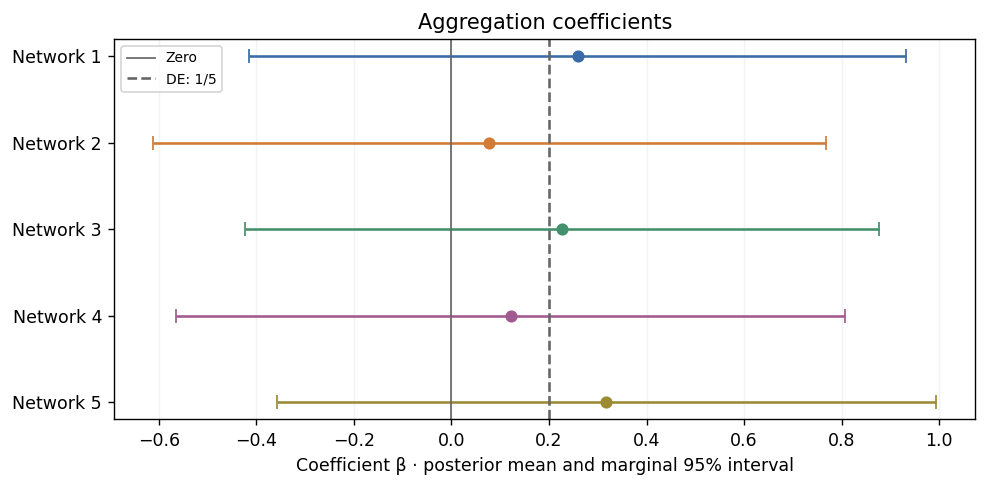 Aggregation coefficients
Zero
DE: 1/5
Network 1
Network 2
Network 3
Network 4
Network 5
−0.6 −0.4 −0.2 0.0 0.2 0.4 0.6 0.8 1.0
Coefficient β · posterior mean and marginal 95% interval